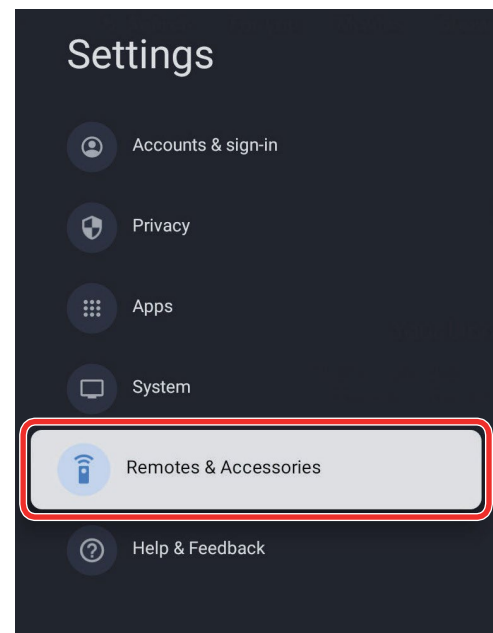 Settings
Accounts & sign-in
Privacy
Apps
System
Remotes & Accessories
Help & Feedback